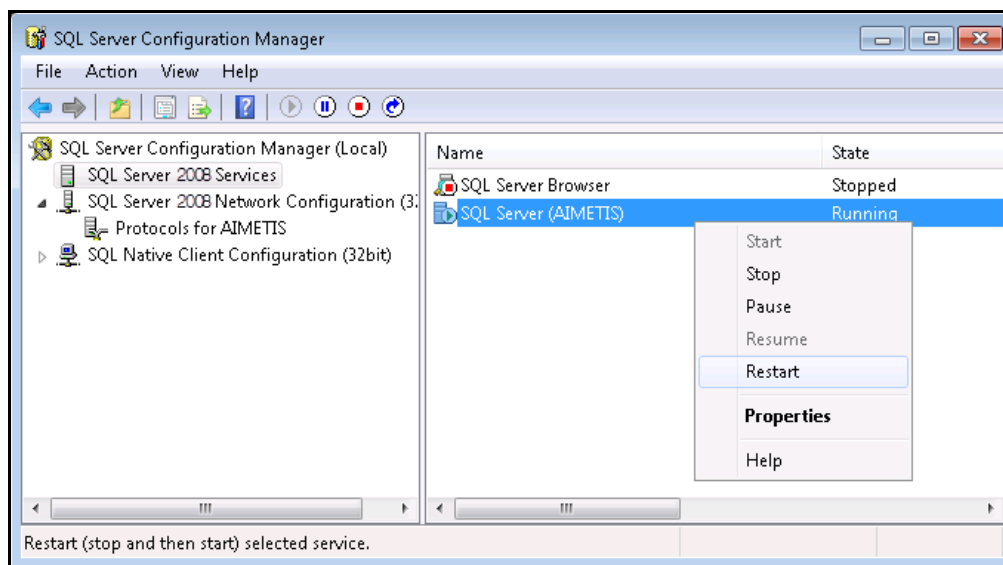 SQL Server Configuration Manager
File Action View Help
SQL Server Configuration Manager (Local)
SQL Server 2008 Services
SQL Server 2008 Network Configuration (3
Protocols for AIMETIS
SQL Native Client Configuration (32bit)
Name State
SQL Server Browser Stopped
SQL Server (AIMETIS) Running
Start
Stop
Pause
Resume
Restart
Properties
Help
Restart (stop and then start) selected service.